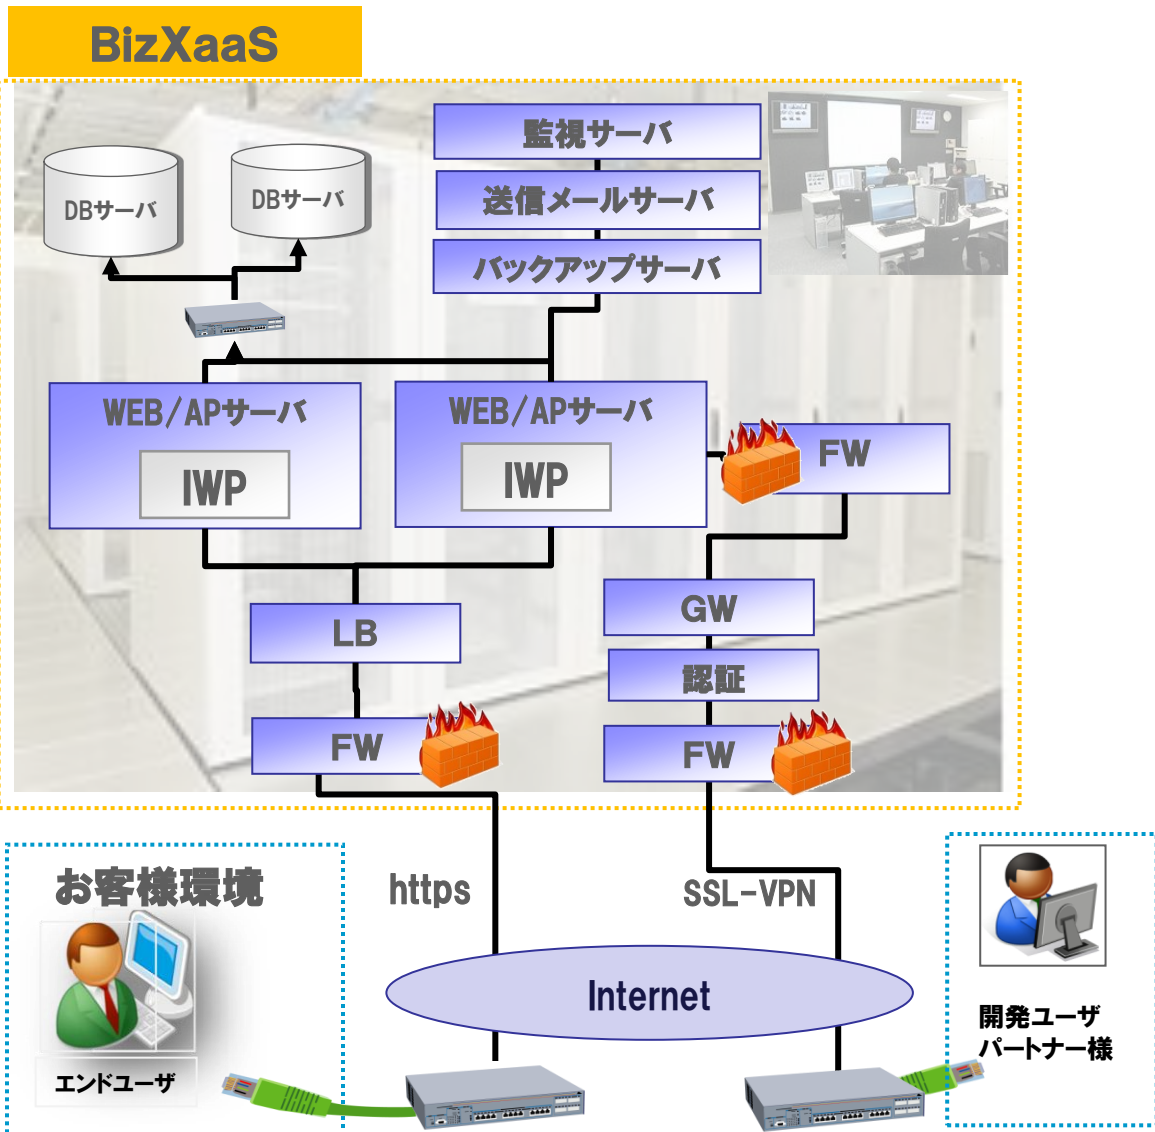 BizXaaS
監視サーバ
送信メールサーバ
バックアップサーバ
DBサーバ
DBサーバ
WEB/APサーバ
IWP
WEB/APサーバ
IWP
FW
GW
LB
認証
FW
FW
お客様環境
https
SSL-VPN
Internet
エンドユーザ
開発ユーザ
パートナー様